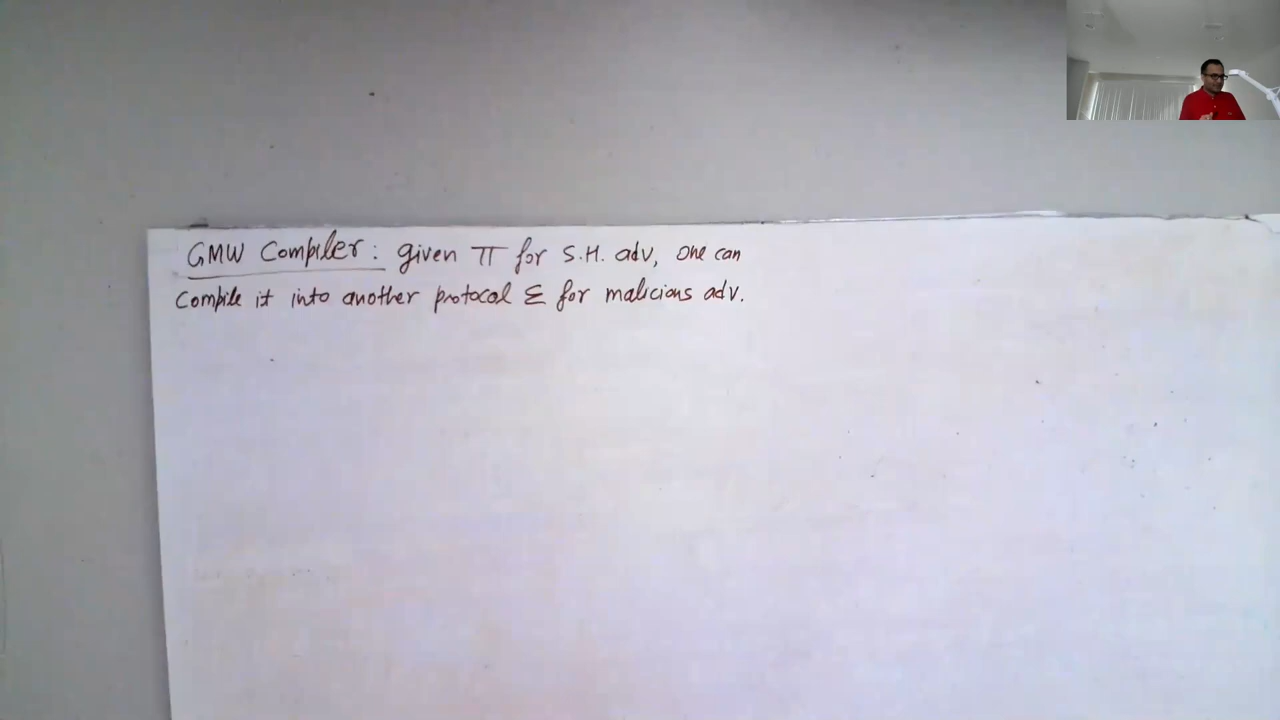 GMW Compiler: given π for S.H. adv, one can
Compile it into another protocol Σ for malicious adv.